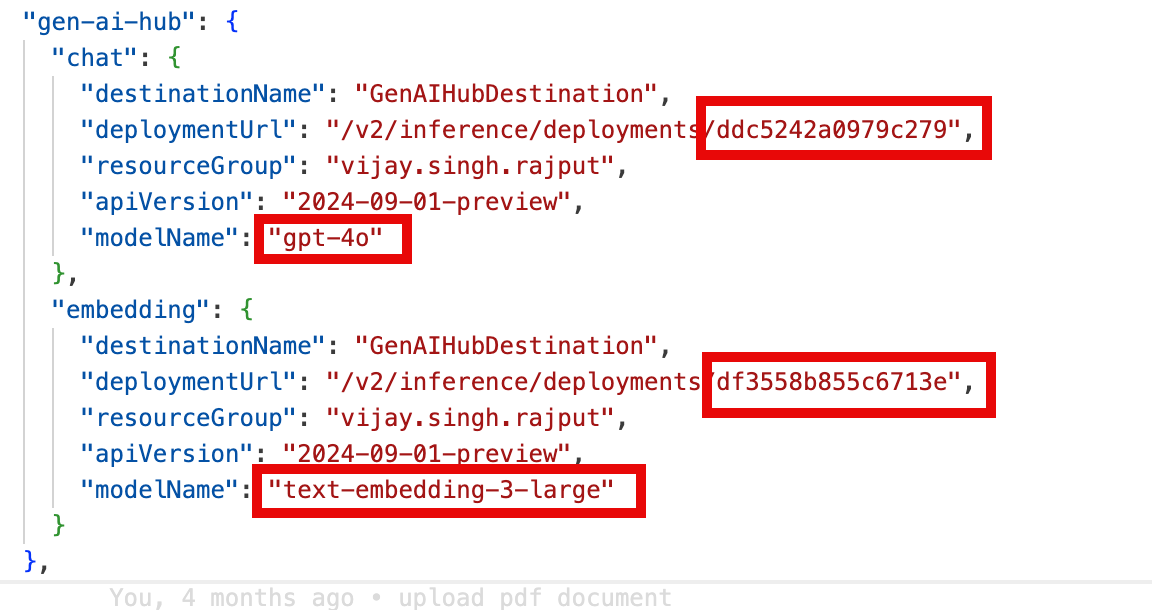 "gen-ai-hub": {
"chat": {
"destinationName": "GenAIHubDestination",
"deploymentUrl": "/v2/inference/deployments/ddc5242a0979c279",
"resourceGroup": "vijay.singh.rajput",
"apiVersion": "2024-09-01-preview",
"modelName": "gpt-4o"
},
"embedding": {
"destinationName": "GenAIHubDestination",
"deploymentUrl": "/v2/inference/deployments/df3558b855c6713e",
"resourceGroup": "vijay.singh.rajput",
"apiVersion": "2024-09-01-preview",
"modelName": "text-embedding-3-large"
}
},
You, 4 months ago • upload pdf document